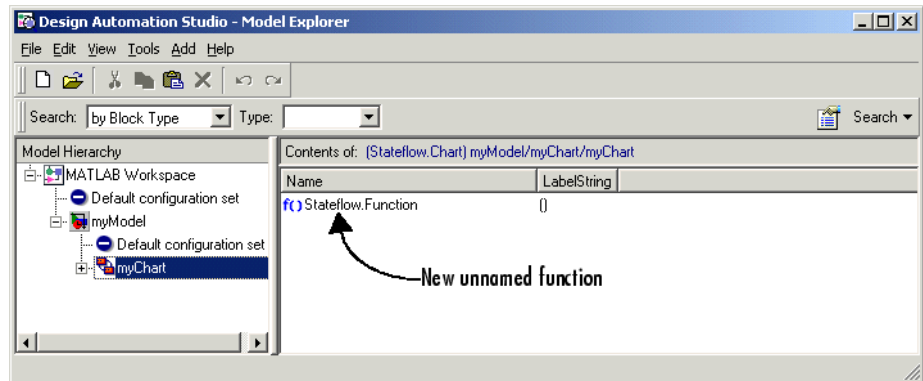 Design Automation Studio - Model Explorer
File Edit View Tools Add Help
Search: by Block Type Type: Search
Model Hierarchy
MATLAB Workspace
Default configuration set
myModel
Default configuration set
myChart
Contents of: (Stateflow.Chart) myModel/myChart/myChart
Name LabelString
f() Stateflow.Function ()
New unnamed function